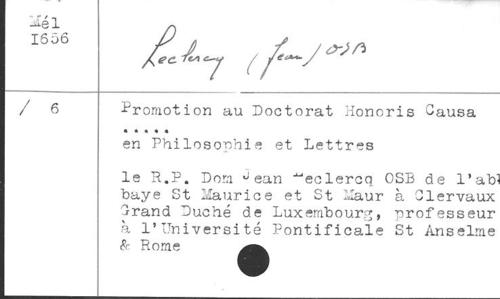 Mél
I656
Leclercq (Jean) OSB
/ 6
Promotion au Doctorat Honoris Causa
.....
en Philosophie et Lettres
le R.P. Dom Jean Leclercq OSB de l'ab
baye St Maurice et St Maur à Clervaux
Grand Duché de Luxembourg, professeur
à l'Université Pontificale St Anselme
& Rome